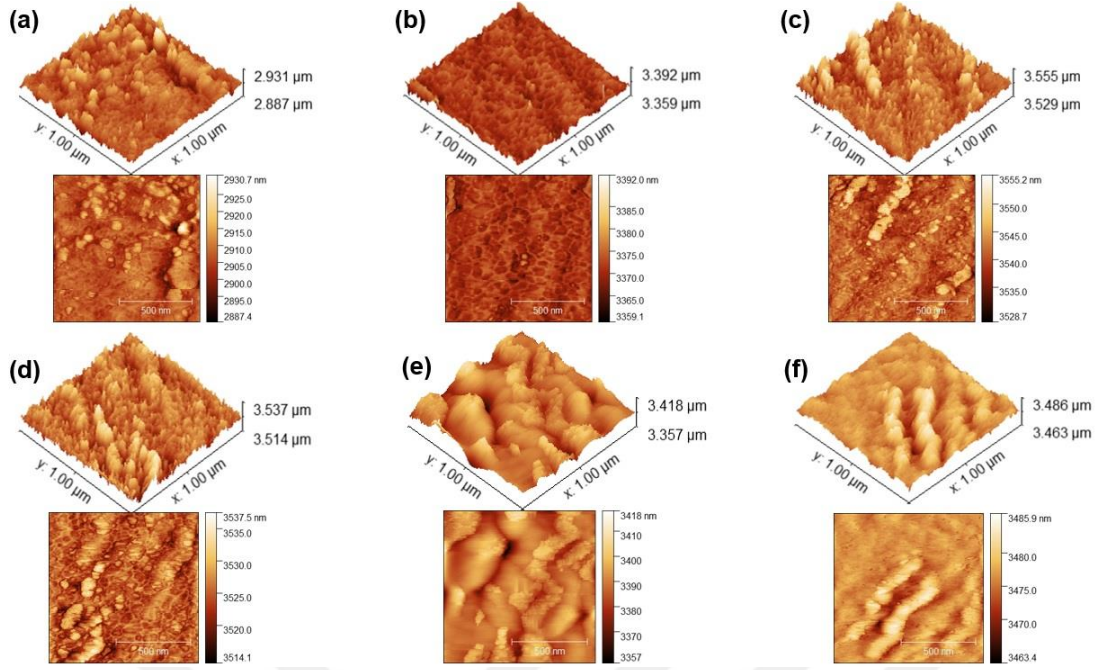 (a)
2.931 µm
2.887 µm
y: 1.00 µm
x: 1.00 µm
2930.7 nm
2925.0
2920.0
2915.0
2910.0
2905.0
2900.0
2895.0
2887.4
500 nm
(b)
3.392 µm
3.359 µm
y: 1.00 µm
x: 1.00 µm
3392.0 nm
3385.0
3380.0
3375.0
3370.0
3365.0
3359.1
500 nm
(c)
3.555 µm
3.529 µm
y: 1.00 µm
x: 1.00 µm
3555.2 nm
3550.0
3545.0
3540.0
3535.0
3528.7
500 nm
(d)
3.537 µm
3.514 µm
y: 1.00 µm
x: 1.00 µm
3537.5 nm
3535.0
3530.0
3525.0
3520.0
3514.1
500 nm
(e)
3.418 µm
3.357 µm
y: 1.00 µm
x: 1.00 µm
3418 nm
3410
3400
3390
3380
3370
3357
500 nm
(f)
3.486 µm
3.463 µm
y: 1.00 µm
x: 1.00 µm
3485.9 nm
3480.0
3475.0
3470.0
3463.4
500 nm